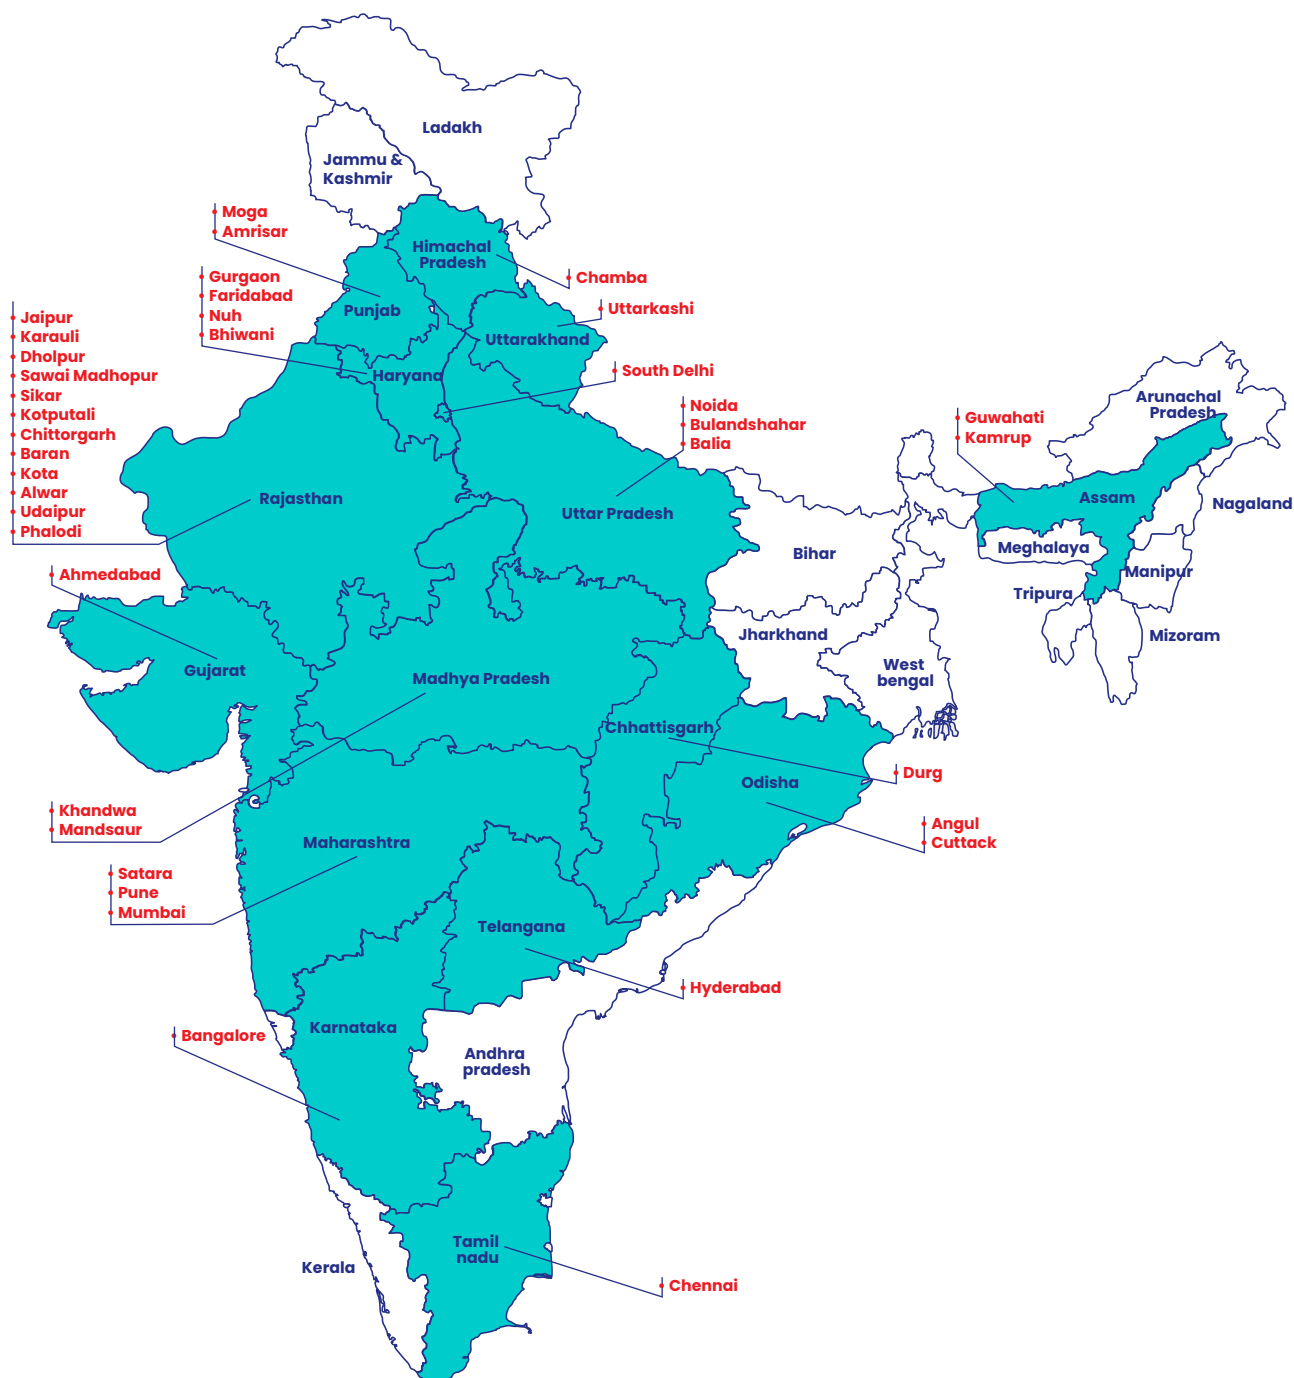 Ladakh
Jammu &
Kashmir
Moga
Amrisar
Himachal
Pradesh
Chamba
Gurgaon
Faridabad
Nuh
Bhiwani
Punjab
Uttarkashi
Uttarakhand
Haryana
South Delhi
Jaipur
Karauli
Dholpur
Sawai Madhopur
Sikar
Kotputali
Chittorgarh
Baran
Kota
Alwar
Udaipur
Phalodi
Rajasthan
Noida
Bulandshahar
Balia
Uttar Pradesh
Guwahati
Kamrup
Arunachal
Pradesh
Assam
Nagaland
Meghalaya
Manipur
Tripura
Mizoram
Bihar
Jharkhand
West
bengal
Ahmedabad
Gujarat
Madhya Pradesh
Chhattisgarh
Durg
Odisha
Angul
Cuttack
Khandwa
Mandsaur
Maharashtra
Satara
Pune
Mumbai
Telangana
Hyderabad
Bangalore
Karnataka
Andhra
pradesh
Tamil
nadu
Kerala
Chennai